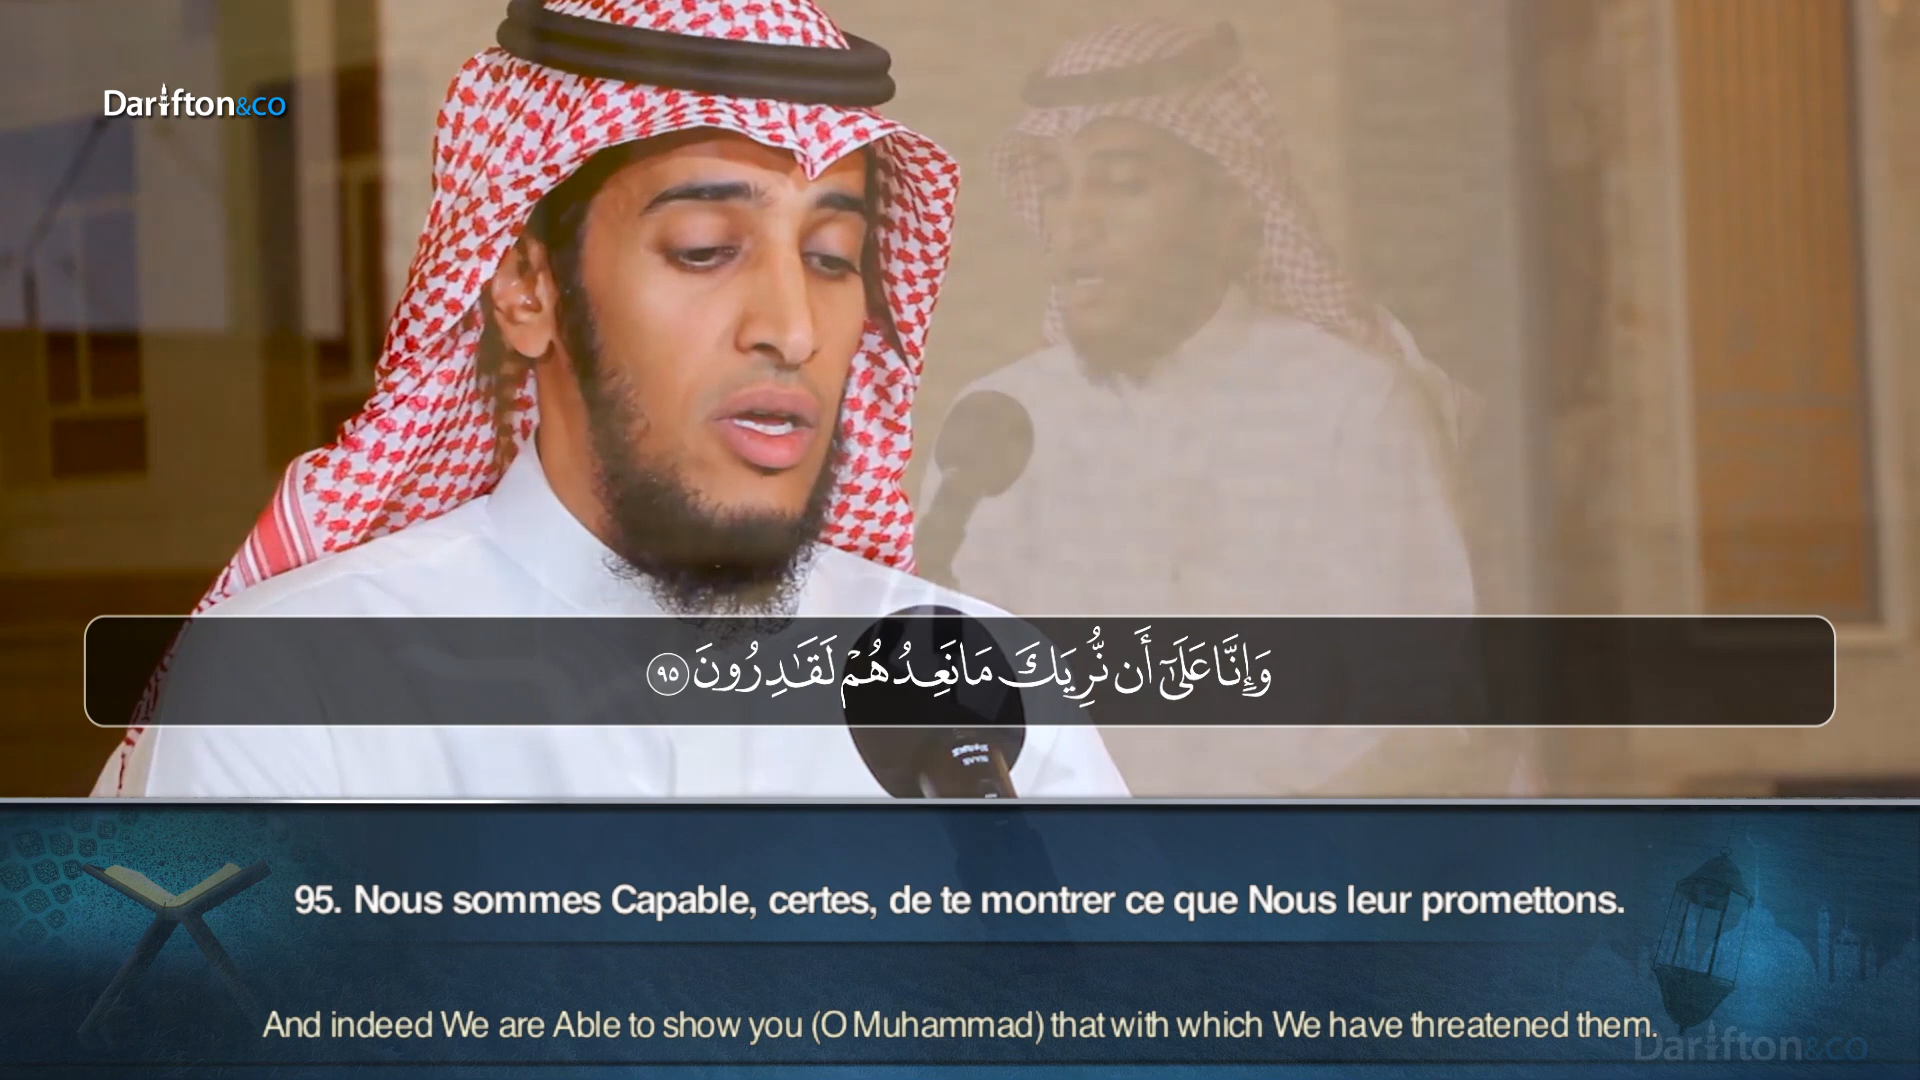 Darifton&co
وَإِنَّا عَلَىٰٓ أَن نُّرِيَكَ مَا نَعِدُهُمْ لَقَـٰدِرُونَ ٩٥
95. Nous sommes Capable, certes, de te montrer ce que Nous leur promettons.
And indeed We are Able to show you (O Muhammad) that with which We have threatened them.
Darifton&co